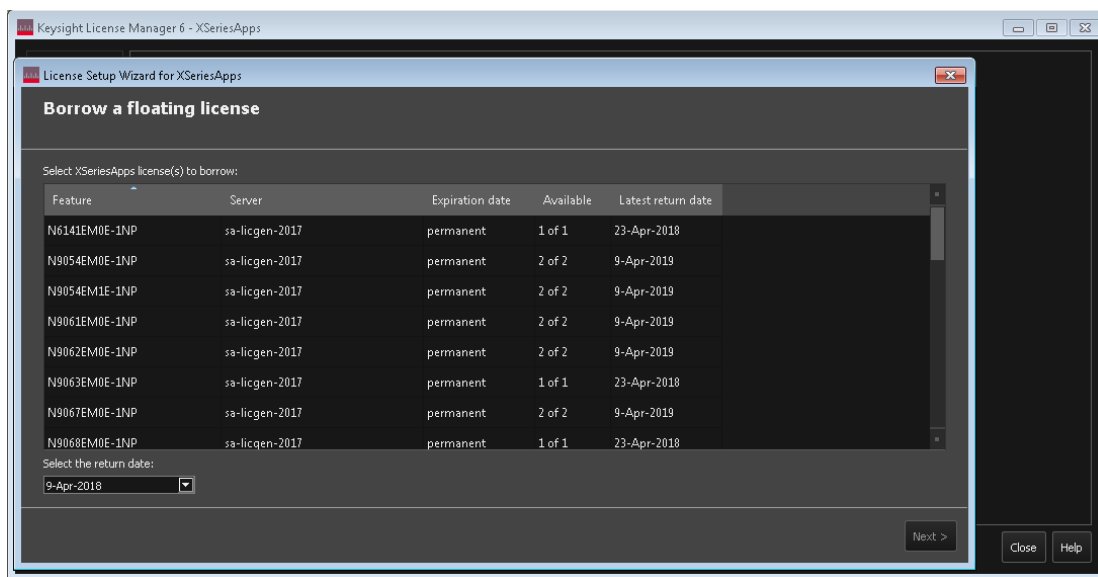 Keysight License Manager 6 - XSeriesApps
License Setup Wizard for XSeriesApps
Borrow a floating license
Select XSeriesApps license(s) to borrow:
Feature Server Expiration date Available Latest return date
N6141EM0E-1NP sa-licgen-2017 permanent 1 of 1 23-Apr-2018
N9054EM0E-1NP sa-licgen-2017 permanent 2 of 2 9-Apr-2019
N9054EM1E-1NP sa-licgen-2017 permanent 2 of 2 9-Apr-2019
N9061EM0E-1NP sa-licgen-2017 permanent 2 of 2 9-Apr-2019
N9062EM0E-1NP sa-licgen-2017 permanent 2 of 2 9-Apr-2019
N9063EM0E-1NP sa-licgen-2017 permanent 1 of 1 23-Apr-2018
N9067EM0E-1NP sa-licgen-2017 permanent 2 of 2 9-Apr-2019
N9068EM0E-1NP sa-licgen-2017 permanent 1 of 1 23-Apr-2018
Select the return date:
9-Apr-2018
Next >
Close Help